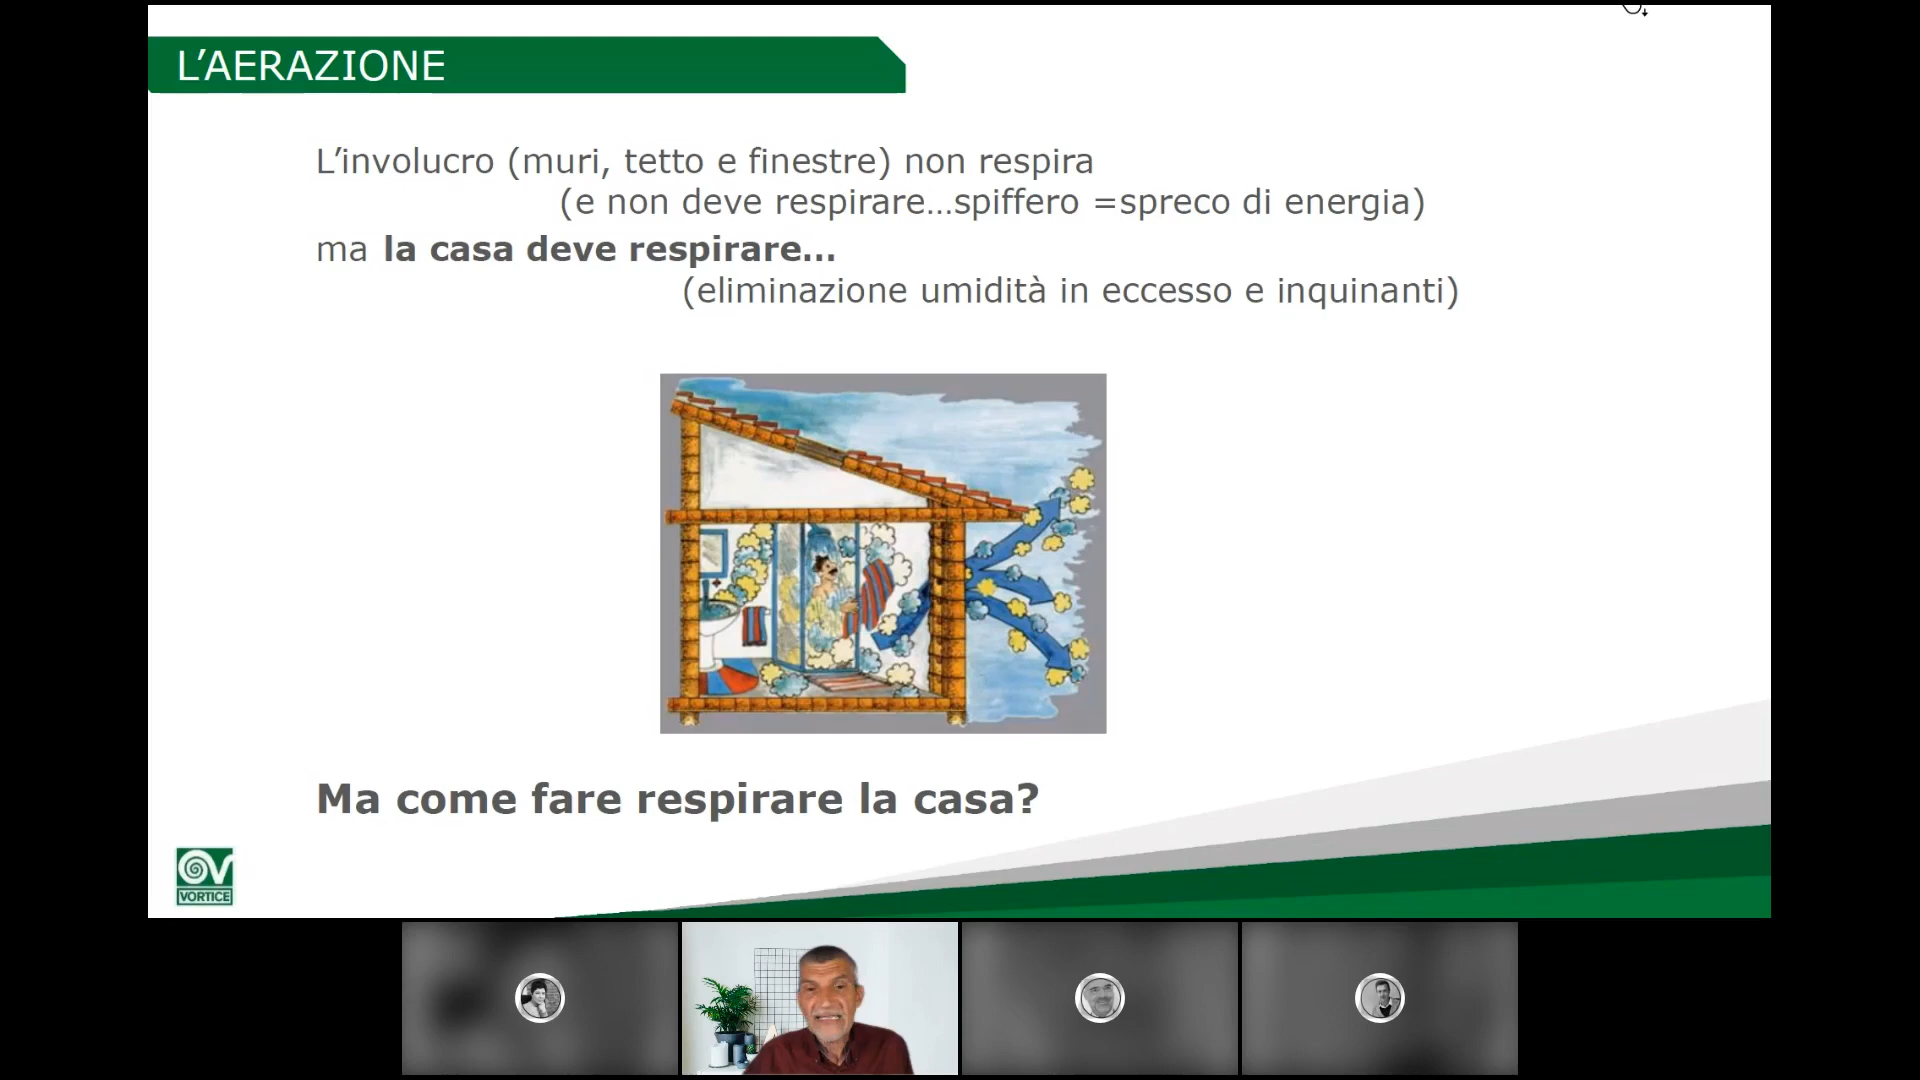 L’AERAZIONE
L’involucro (muri, tetto e finestre) non respira
(e non deve respirare…spiffero =spreco di energia)
ma la casa deve respirare…
(eliminazione umidità in eccesso e inquinanti)
Ma come fare respirare la casa?
VORTICE